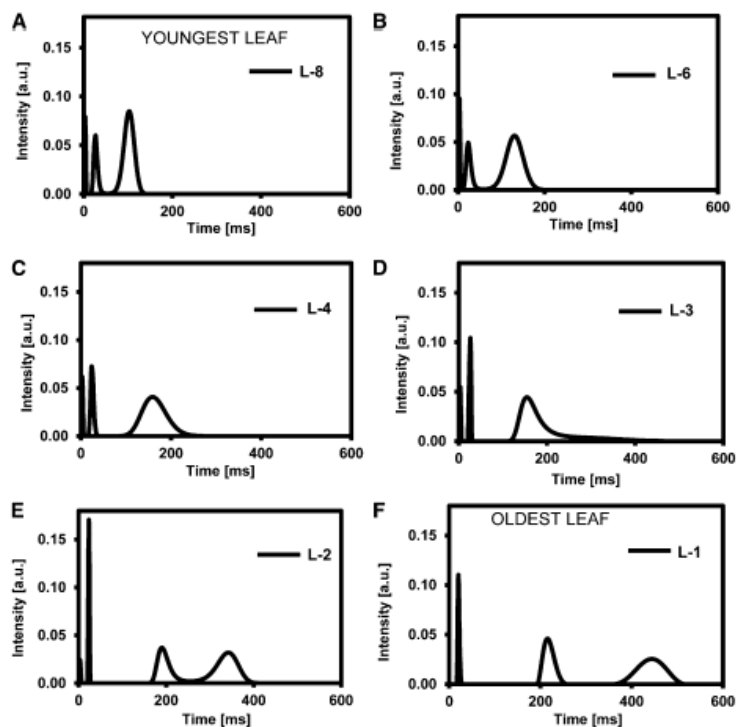 A
YOUNGEST LEAF
L-8
Intensity [a.u.]
0.15
0.10
0.05
0.00
0 200 400 600
Time [ms]
B
L-6
Intensity [a.u.]
0.15
0.10
0.05
0.00
0 200 400 600
Time [ms]
C
L-4
Intensity [a.u.]
0.15
0.10
0.05
0.00
0 200 400 600
Time [ms]
D
L-3
Intensity [a.u.]
0.15
0.10
0.05
0.00
0 200 400 600
Time [ms]
E
L-2
Intensity [a.u.]
0.15
0.10
0.05
0.00
0 200 400 600
Time [ms]
F
OLDEST LEAF
L-1
Intensity [a.u.]
0.15
0.10
0.05
0.00
0 200 400 600
Time [ms]